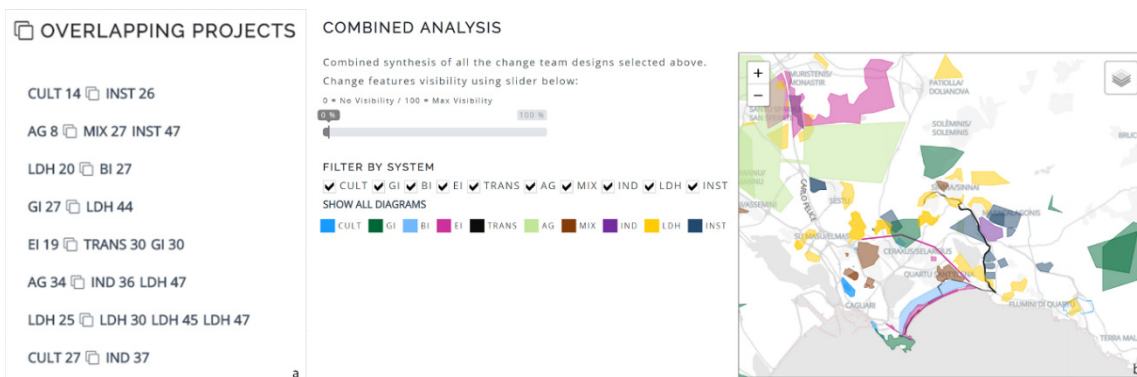 OVERLAPPING PROJECTS
CULT 14 INST 26
AG 8 MIX 27 INST 47
LDH 20 BI 27
GI 27 LDH 44
EI 19 TRANS 30 GI 30
AG 34 IND 36 LDH 47
LDH 25 LDH 30 LDH 45 LDH 47
CULT 27 IND 37
a
COMBINED ANALYSIS
Combined synthesis of all the change team designs selected above.
Change features visibility using slider below:
0 = No Visibility / 100 = Max Visibility
0 %
100 %
FILTER BY SYSTEM
CULT GI BI EI TRANS AG MIX IND LDH INST
SHOW ALL DIAGRAMS
CULT GI BI EI TRANS AG MIX IND LDH INST
+
−
MURISTENIS/
MONASTIR
PATIOLLA/
DOLIANOVA
SOLÈMINIS/
SOLEMINIS
CARLO FELICE
SESTU
CAGLIARI
FLUMINI DI QUARTU
b